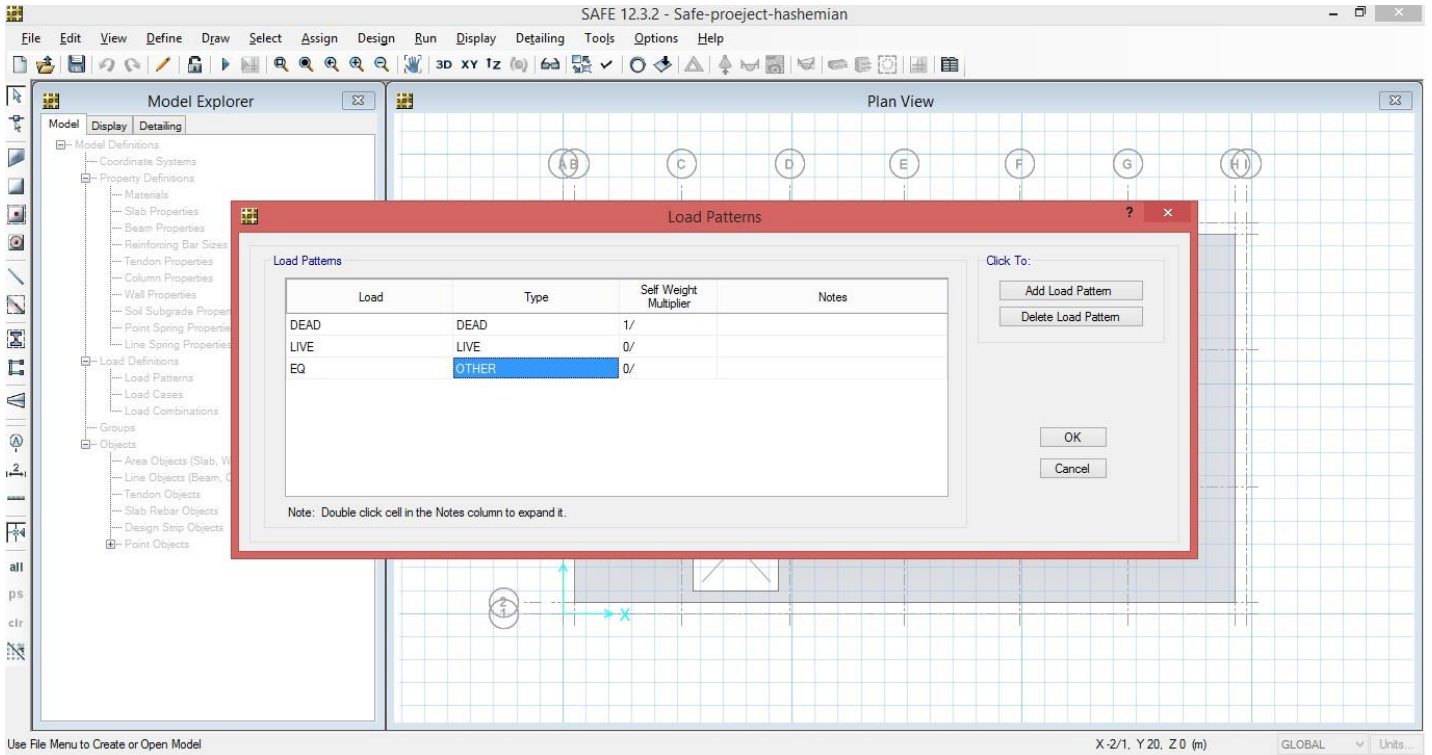 SAFE 12.3.2 - Safe-proeject-hashemian
File Edit View Define Draw Select Assign Design Run Display Detailing Tools Options Help
3D XY
Model Explorer
Plan View
Model Display Detailing
Model Definitions
Coordinate Systems
Property Definitions
Materials
Slab Properties
Beam Properties
Reinforcing Bar Sizes
Tendon Properties
Column Properties
Wall Properties
Soil Subgrade Proper
Point Spring Propertie
Line Spring Properties
Load Definitions
Load Patterns
Load Cases
Load Combinations
Groups
Objects
Area Objects (Slab, W
Line Objects (Beam, C
Tendon Objects
Slab Rebar Objects
Design Strip Objects
Point Objects
A B C D E F G H I
Load Patterns
Load Patterns
Load Type Self Weight Multiplier Notes
DEAD DEAD 1/
LIVE LIVE 0/
EQ OTHER 0/
Note: Double click cell in the Notes column to expand it.
Click To:
Add Load Pattern
Delete Load Pattern
OK
Cancel
2
1
X
2
all
ps
clr
Use File Menu to Create or Open Model
X -2/1, Y 20, Z 0 (m)
GLOBAL
Units...